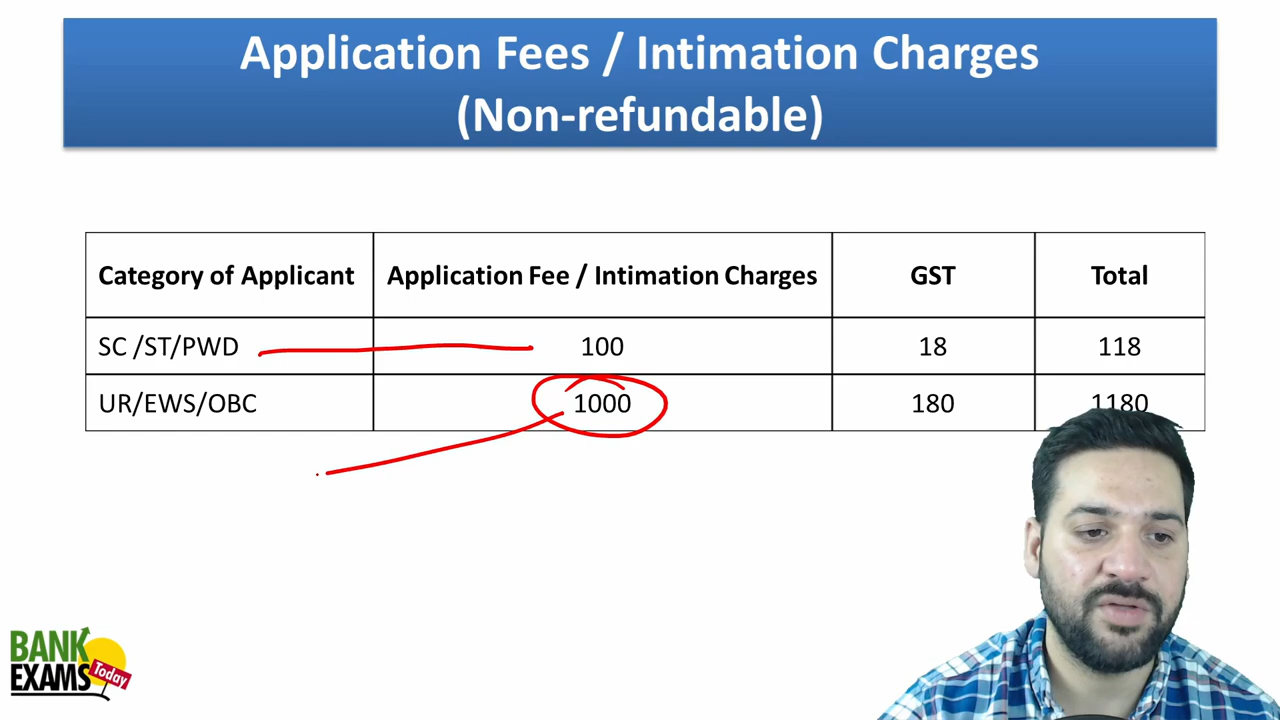 Application Fees / Intimation Charges
(Non-refundable)
Category of Applicant Application Fee / Intimation Charges GST Total
SC /ST/PWD 100 18 118
UR/EWS/OBC 1000 180 1180
BANK
EXAMS
Today